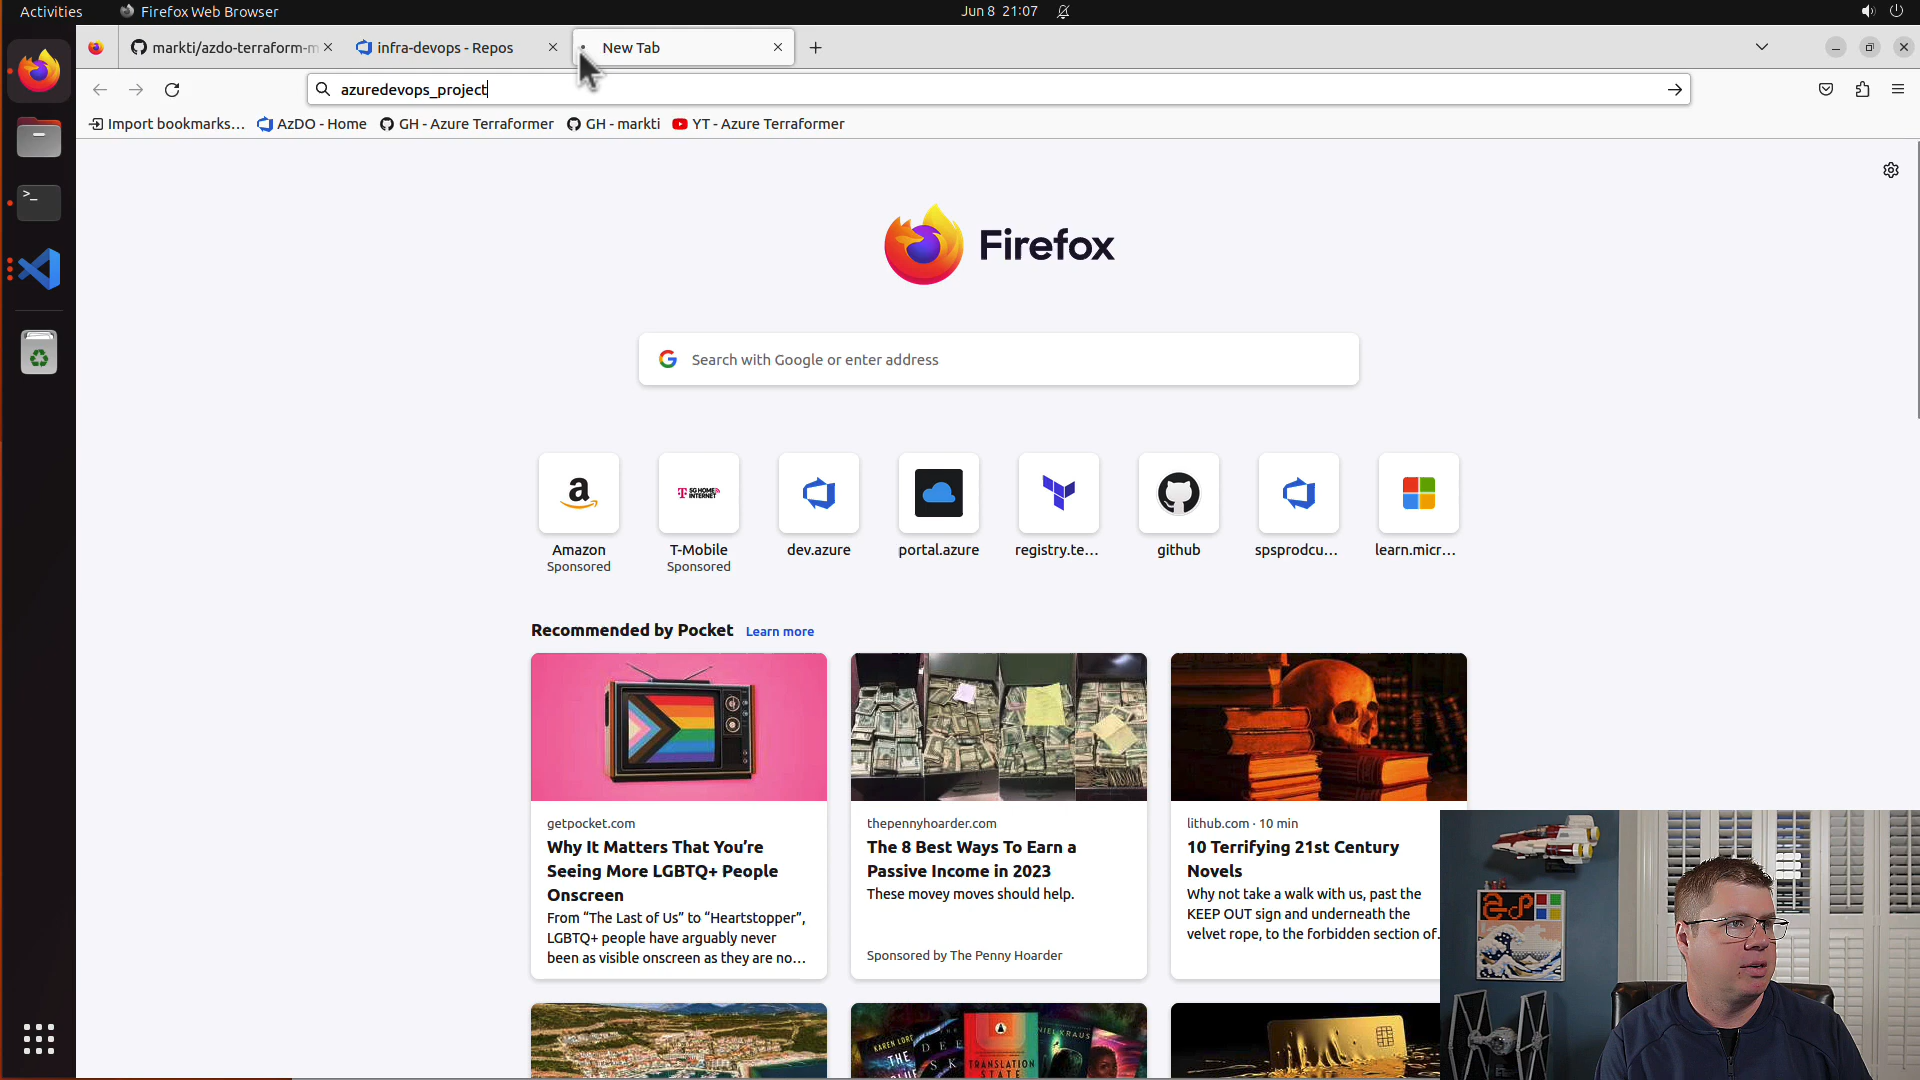 Activities
Firefox Web Browser
Jun 8 21:07
markti/azdo-terraform-m
infra-devops - Repos
New Tab
azuredevops_project
Import bookmarks...
AzDO - Home
GH - Azure Terraformer
GH - markti
YT - Azure Terraformer
Firefox
Search with Google or enter address
Amazon
Sponsored
T-Mobile
Sponsored
dev.azure
portal.azure
registry.te...
github
spsprodcu...
learn.micr...
Recommended by Pocket
Learn more
getpocket.com
Why It Matters That You’re
Seeing More LGBTQ+ People
Onscreen
From “The Last of Us” to “Heartstopper”,
LGBTQ+ people have arguably never
been as visible onscreen as they are no...
thepennyhoarder.com
The 8 Best Ways To Earn a
Passive Income in 2023
These movey moves should help.
Sponsored by The Penny Hoarder
lithub.com · 10 min
10 Terrifying 21st Century
Novels
Why not take a walk with us, past the
KEEP OUT sign and underneath the
velvet rope, to the forbidden section of.
KAREN LORD
THE
TRANSLATION
STATE